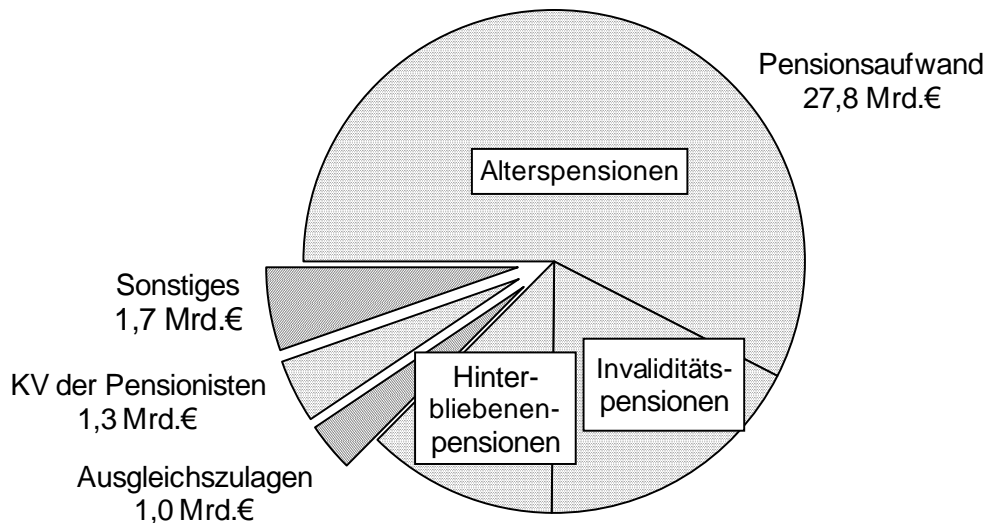 Pensionsaufwand
27,8 Mrd.€
Alterspensionen
Sonstiges
1,7 Mrd.€
KV der Pensionisten
1,3 Mrd.€
Ausgleichszulagen
1,0 Mrd.€
Hinter-
bliebenen-
pensionen
Invaliditäts-
pensionen